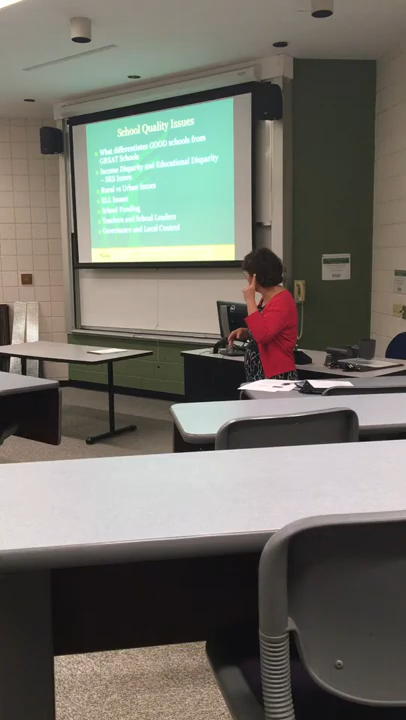 School Quality Issues
What differentiates GOOD schools from
GREAT Schools
Income Disparity and Educational Disparity
– SES Issues
Rural vs Urban issues
ELL Issues
School Funding
Teachers and School Leaders
Governance and Local Control